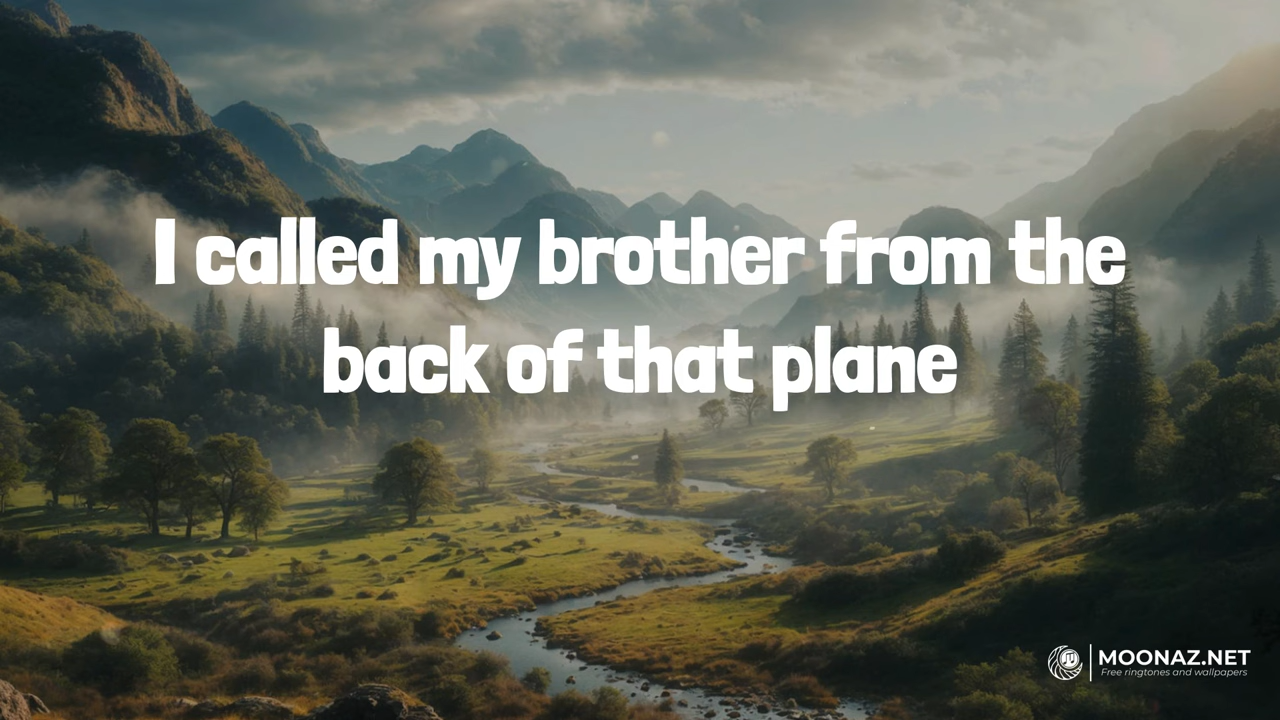 I called my brother from the
back of that plane
MOONAZ.NET
Free ringtones and wallpapers